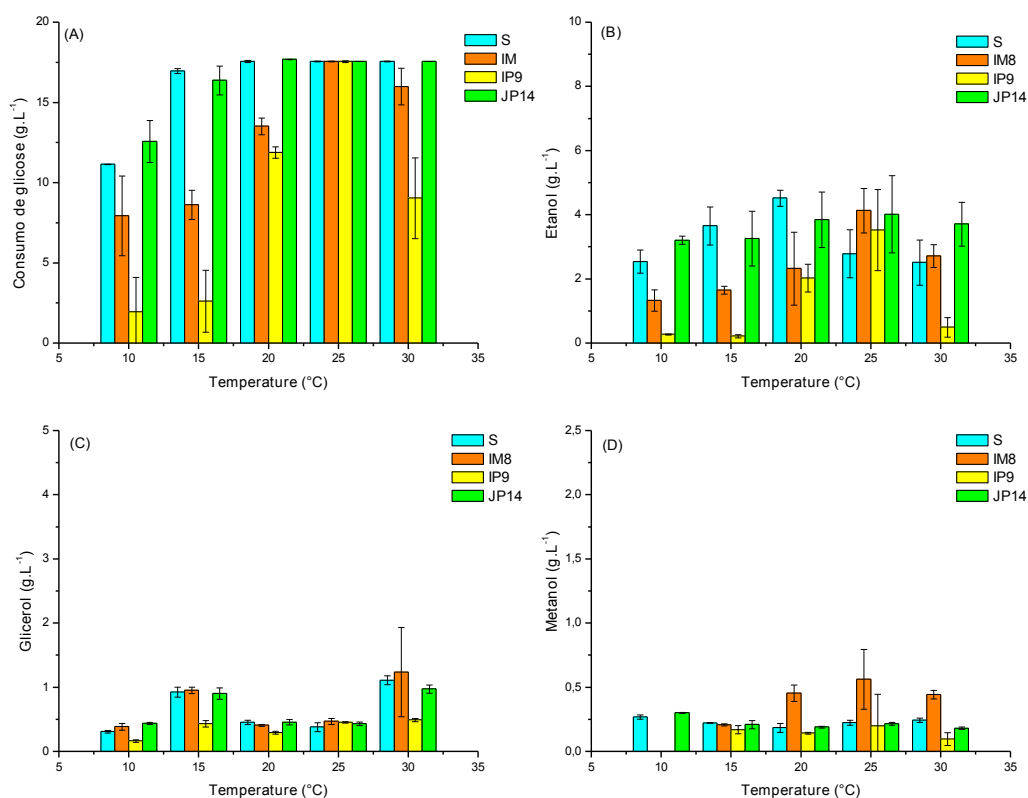 (A)
S
IM
IP9
JP14
Consumo de glicose (g.L-1)
20
15
10
5
0
5 10 15 20 25 30 35
Temperature (°C)
(B)
S
IM8
IP9
JP14
Etanol (g.L-1)
10
8
6
4
2
0
5 10 15 20 25 30 35
Temperature (°C)
(C)
S
IM8
IP9
JP14
Glicerol (g.L-1)
5
4
3
2
1
0
5 10 15 20 25 30 35
Temperature (°C)
(D)
S
IM8
IP9
JP14
Metanol (g.L-1)
2,5
2,0
1,5
1,0
0,5
0,0
5 10 15 20 25 30 35
Temperature (°C)